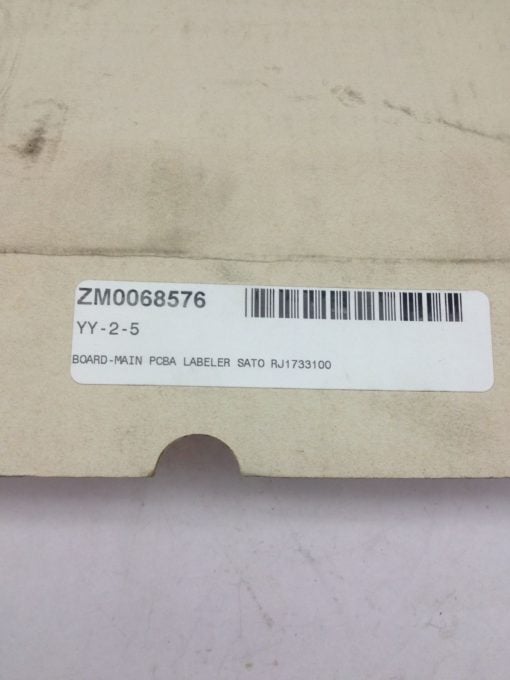 ZM0068576
YY-2-5
BOARD-MAIN PCBA LABELER SATO RJ1733100